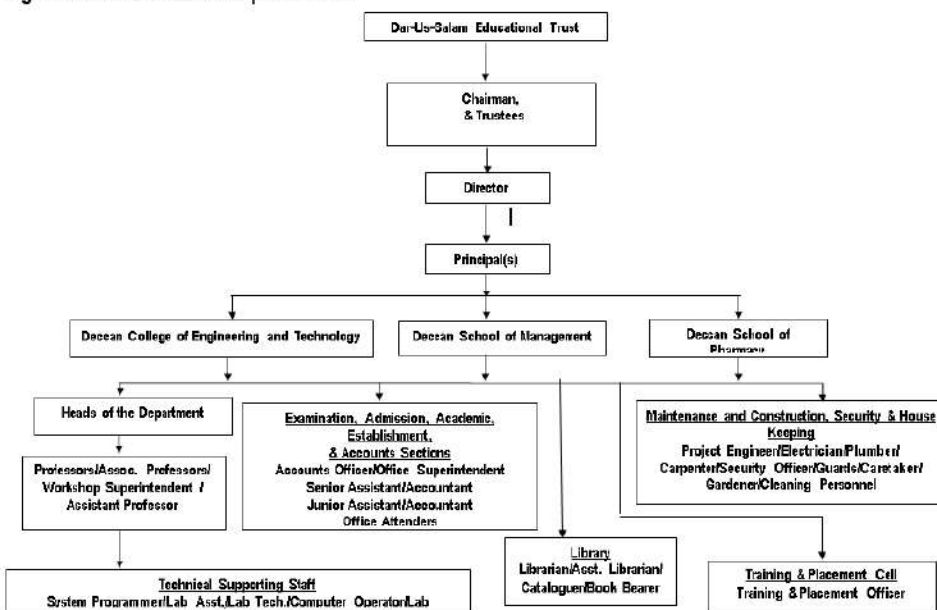 Dar-Us-Salam Educational Trust
Chairman,
& Trustees
Director
Principal(s)
Deccan College of Engineering and Technology
Deccan School of Management
Deccan School of
Pharmacy
Heads of the Department
Examination, Admission, Academic,
Establishment,
& Accounts Sections
Accounts Officer/Office Superintendent
Senior Assistant/Accountant
Junior Assistant/Accountant
Office Attenders
Maintenance and Construction, Security & House
Keeping
Project Engineer/Electrician/Plumber/
Carpenter/Security Officer/Guards/Caretaker/
Gardener/Cleaning Personnel
Professors/Assoc. Professors/
Workshop Superintendent /
Assistant Professor
Library
Librarian/Asst. Librarian/
Cataloguer/Book Bearer
Training & Placement Cell
Training & Placement Officer
Technical Supporting Staff
System Programmer/Lab Asst./Lab Tech./Computer Operator/Lab